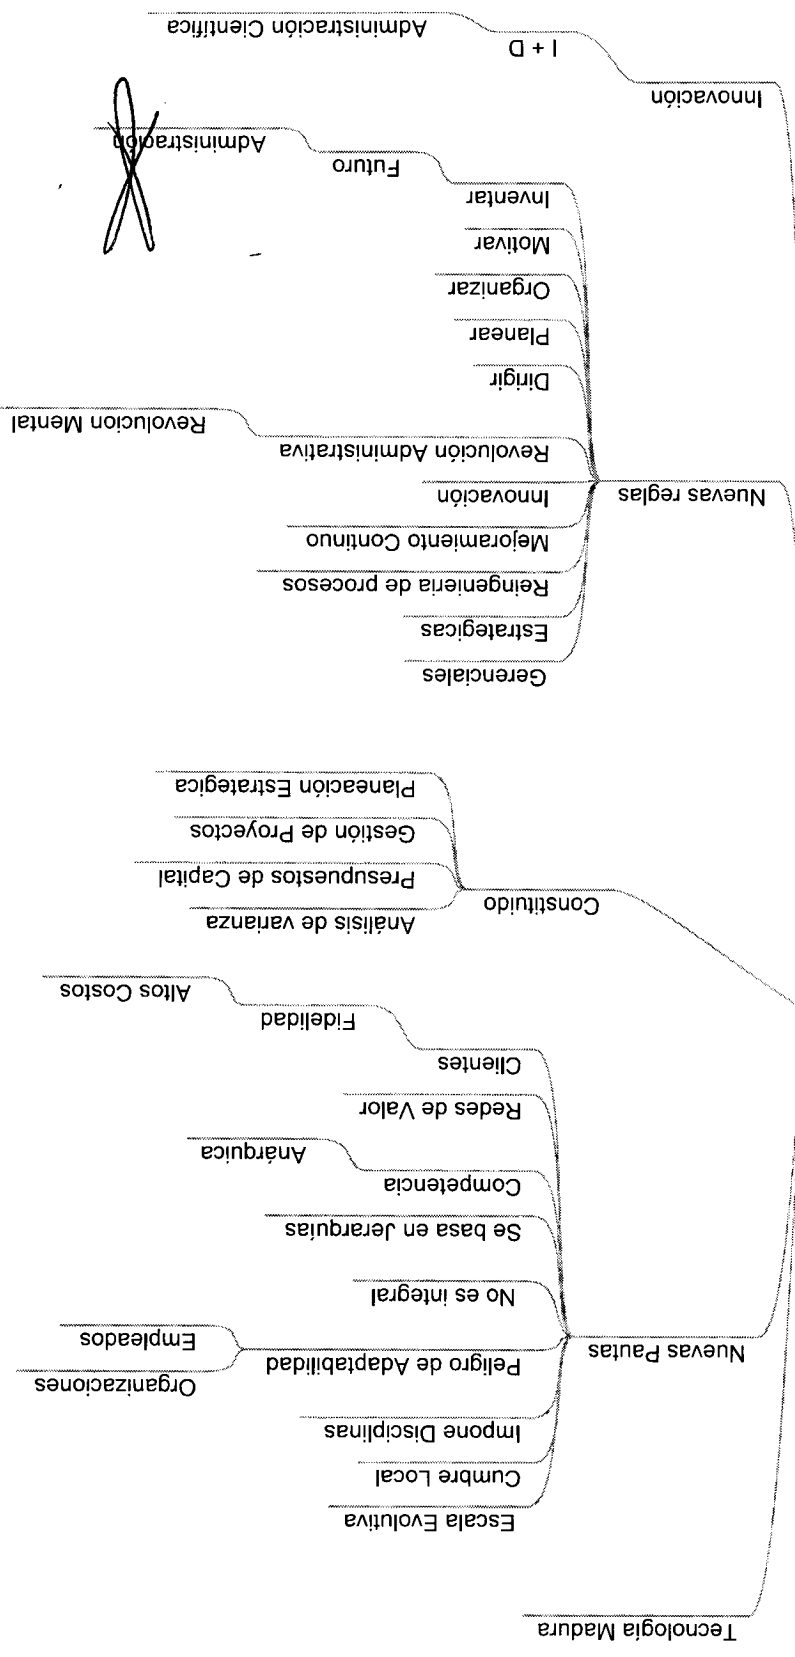 Tecnología Madura
Nuevas Pautas
Escala Evolutiva
Cumbre Local
Impone Disciplinas
Peligro de Adaptabilidad
Organizaciones
Empleados
No es integral
Se basa en Jerarquías
Competencia
Anárquica
Redes de Valor
Clientes
Fidelidad
Altos Costos
Constituido
Análisis de varianza
Presupuestos de Capital
Gestión de Proyectos
Planeación Estrategica
Nuevas reglas
Gerenciales
Estrategicas
Reingenieria de procesos
Mejoramiento Continuo
Innovación
Revolución Administrativa
Revolucion Mental
Dirigir
Planear
Organizar
Motivar
Inventar
Futuro
Administración
Innovación
I + D
Administración Científica